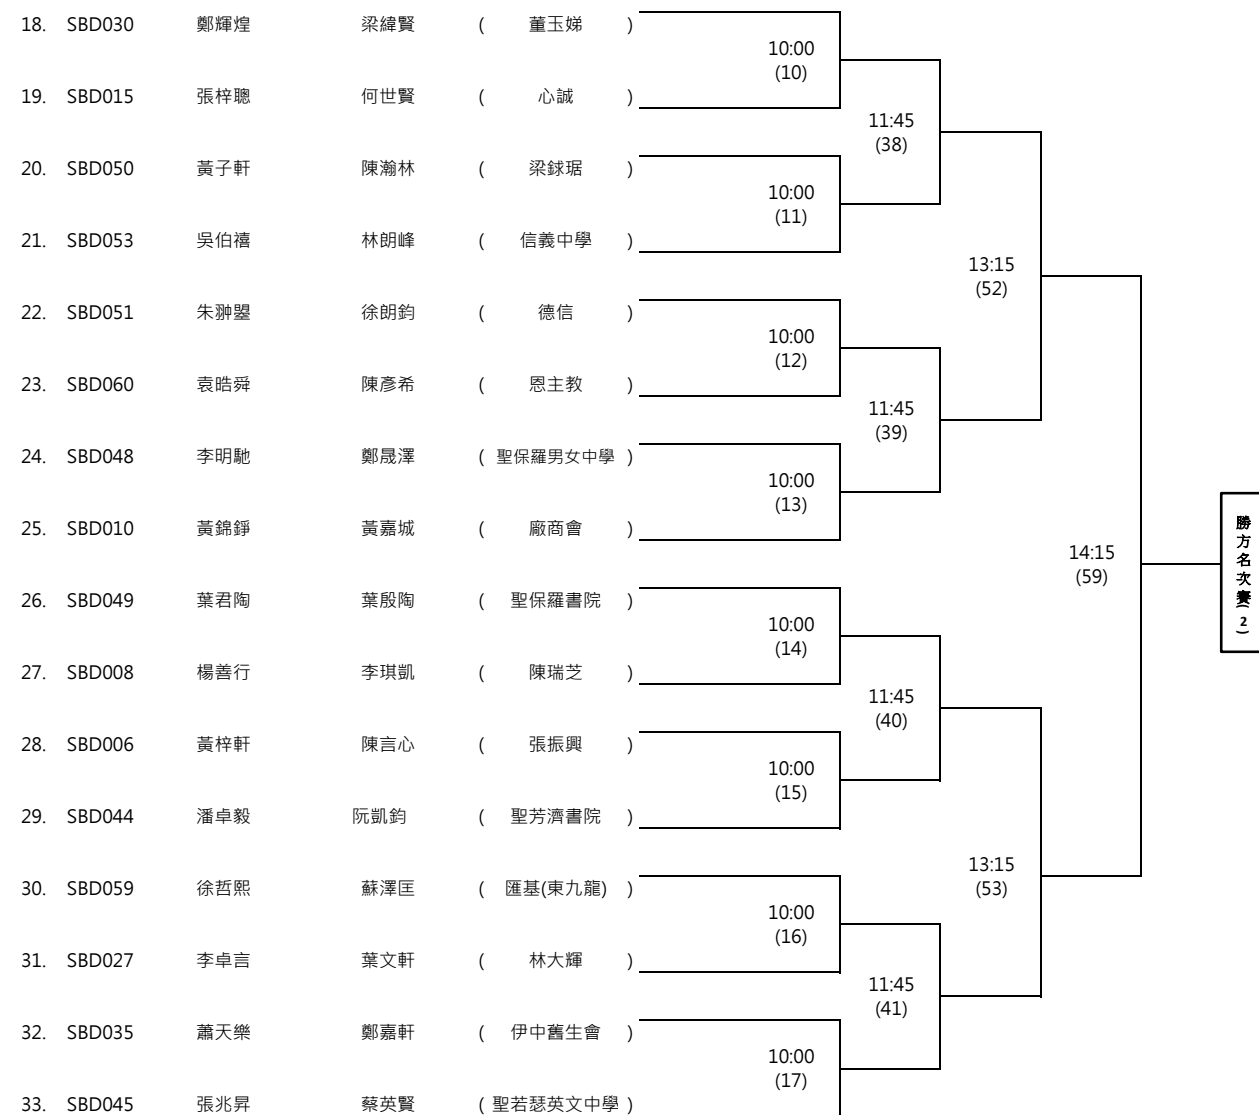 18. SBD030 鄭輝煌 梁緯賢 ( 董玉娣 )
10:00
(10)
19. SBD015 張梓聰 何世賢 ( 心誠 )
11:45
(38)
20. SBD050 黃子軒 陳瀚林 ( 梁銶琚 )
10:00
(11)
21. SBD053 吳伯禧 林朗峰 ( 信義中學 )
13:15
(52)
22. SBD051 朱翀曌 徐朗鈞 ( 德信 )
10:00
(12)
23. SBD060 袁晧舜 陳彥希 ( 恩主教 )
11:45
(39)
24. SBD048 李明馳 鄭晟澤 ( 聖保羅男女中學 )
10:00
(13)
25. SBD010 黃錦錚 黃嘉城 ( 廠商會 )
勝方名次賽(2)
14:15
(59)
26. SBD049 葉君陶 葉殷陶 ( 聖保羅書院 )
10:00
(14)
27. SBD008 楊善行 李琪凱 ( 陳瑞芝 )
11:45
(40)
28. SBD006 黃梓軒 陳言心 ( 張振興 )
10:00
(15)
29. SBD044 潘卓毅 阮凱鈞 ( 聖芳濟書院 )
13:15
(53)
30. SBD059 徐哲熙 蘇澤匡 ( 匯基(東九龍) )
10:00
(16)
31. SBD027 李卓言 葉文軒 ( 林大輝 )
11:45
(41)
32. SBD035 蕭天樂 鄭嘉軒 ( 伊中舊生會 )
10:00
(17)
33. SBD045 張兆昇 蔡英賢 ( 聖若瑟英文中學 )